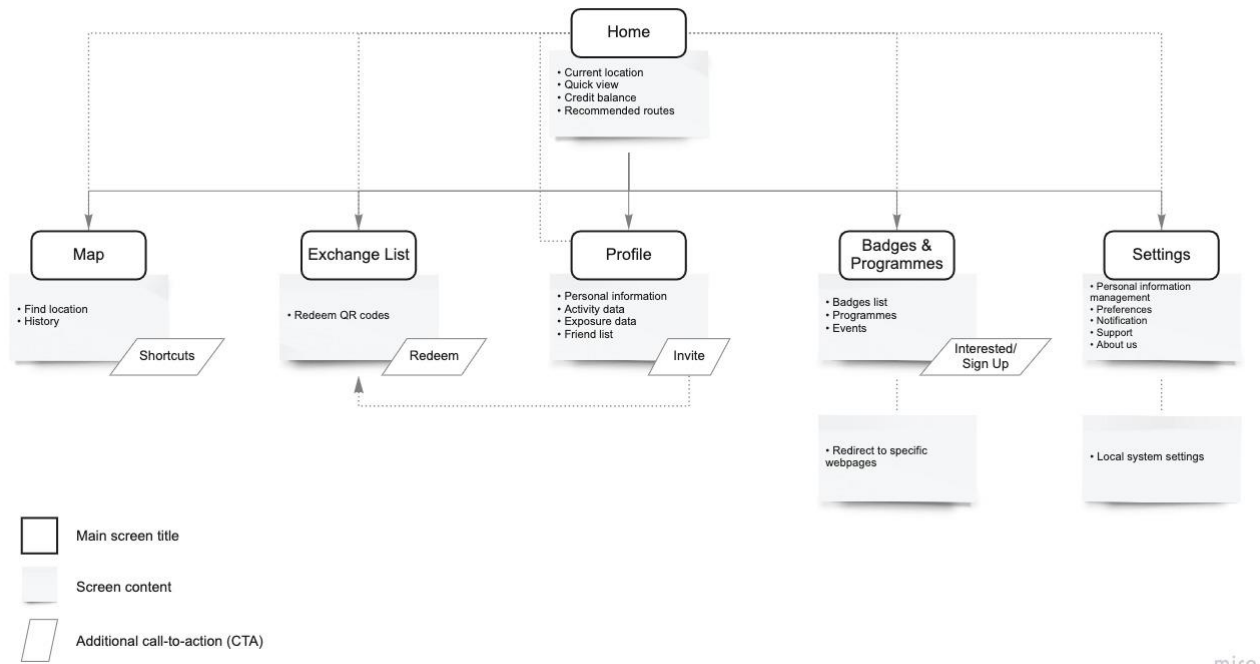 Home
• Current location
• Quick view
• Credit balance
• Recommended routes
Map
• Find location
• History
Shortcuts
Exchange List
• Redeem QR codes
Redeem
Profile
• Personal information
• Activity data
• Exposure data
• Friend list
Invite
Badges &
Programmes
• Badges list
• Programmes
• Events
Interested/
Sign Up
• Redirect to specific
webpages
Settings
• Personal information
management
• Preferences
• Notification
• Support
• About us
• Local system settings
Main screen title
Screen content
Additional call-to-action (CTA)
miro